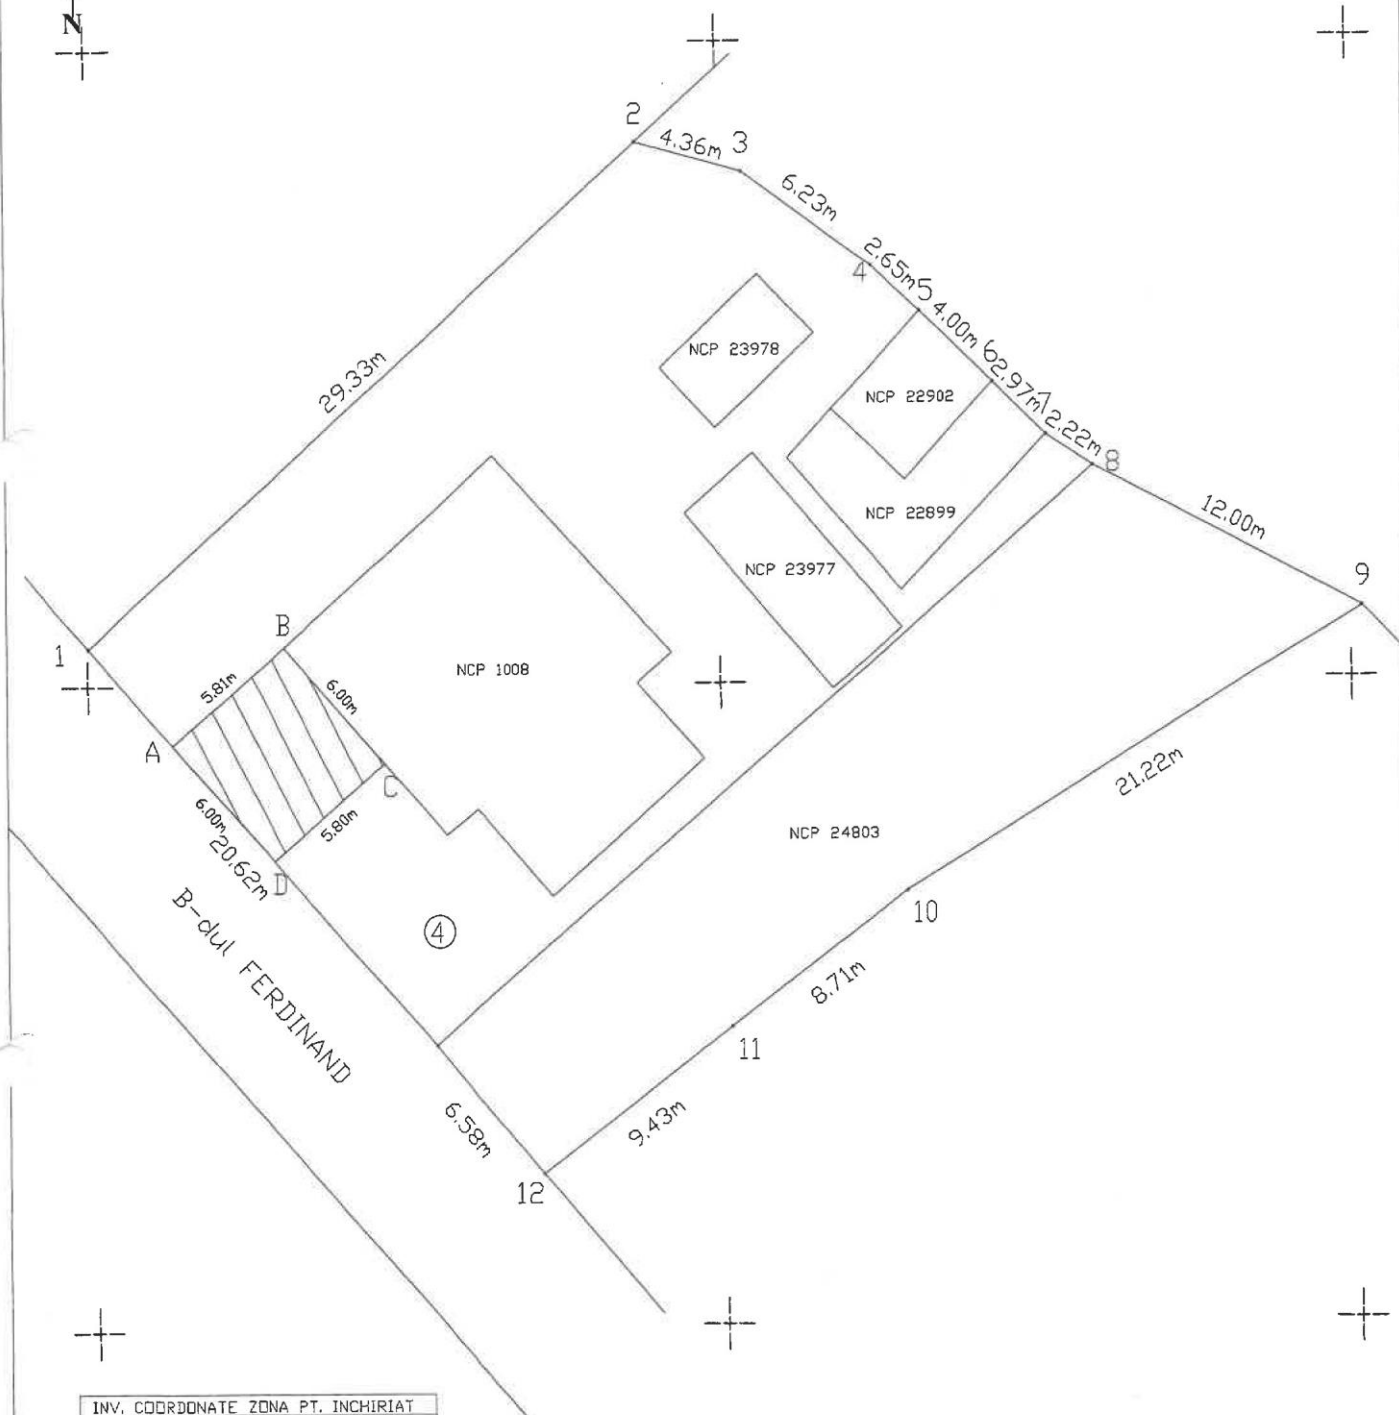 N
2
4.36m
3
6.23m
4
2.65m
5
4.00m
6
2.97m
7
2.22m
8
12.00m
9
29.33m
NCP 23978
NCP 22902
NCP 22899
NCP 23977
B
1
5.81m
6.00m
NCP 1008
A
C
6.00m
5.80m
20.62m
D
21.22m
NCP 24803
10
4
B-dul FERDINAND
8.71m
11
9.43m
6.58m
12
INV. COORDONATE ZONA PT. INCHIRIAT